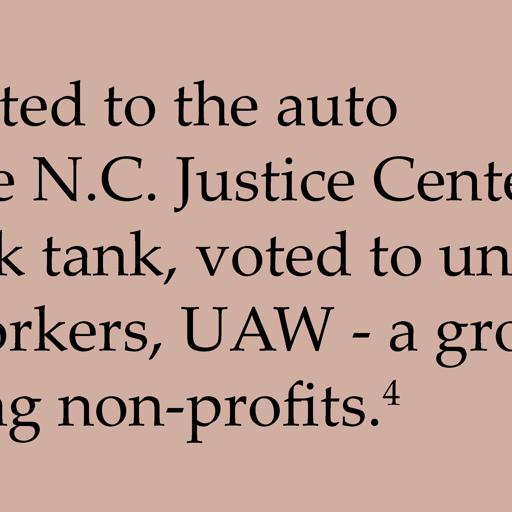 ted to the auto
e N.C. Justice Cente
k tank, voted to un
orkers, UAW - a gro
ng non-profits.⁴